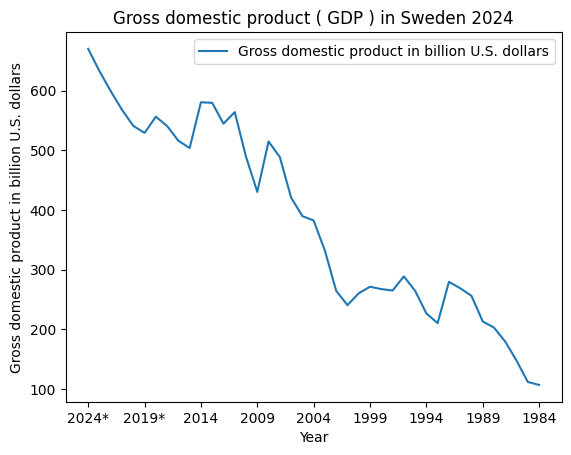 Gross domestic product ( GDP ) in Sweden 2024
Gross domestic product in billion U.S. dollars
Gross domestic product in billion U.S. dollars
600
500
400
300
200
100
2024* 2019* 2014 2009 2004 1999 1994 1989 1984
Year